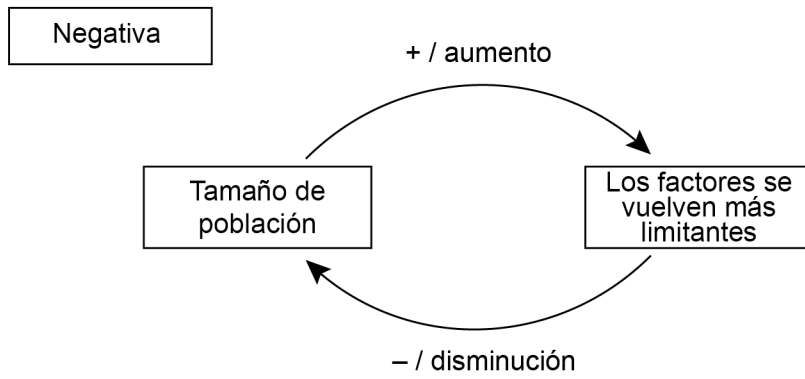 Negativa
+ / aumento
Tamaño de
población
Los factores se
vuelven más
limitantes
– / disminución